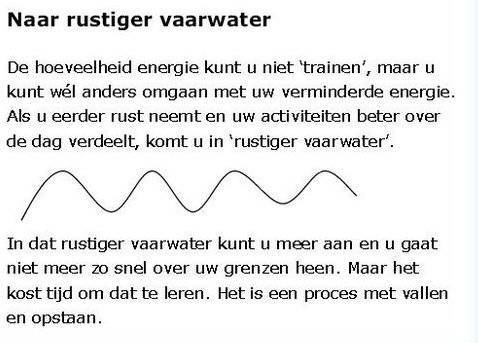 Naar rustiger vaarwater
De hoeveelheid energie kunt u niet ‘trainen’, maar u
kunt wél anders omgaan met uw verminderde energie.
Als u eerder rust neemt en uw activiteiten beter over
de dag verdeelt, komt u in ‘rustiger vaarwater’.
In dat rustiger vaarwater kunt u meer aan en u gaat
niet meer zo snel over uw grenzen heen. Maar het
kost tijd om dat te leren. Het is een proces met vallen
en opstaan.